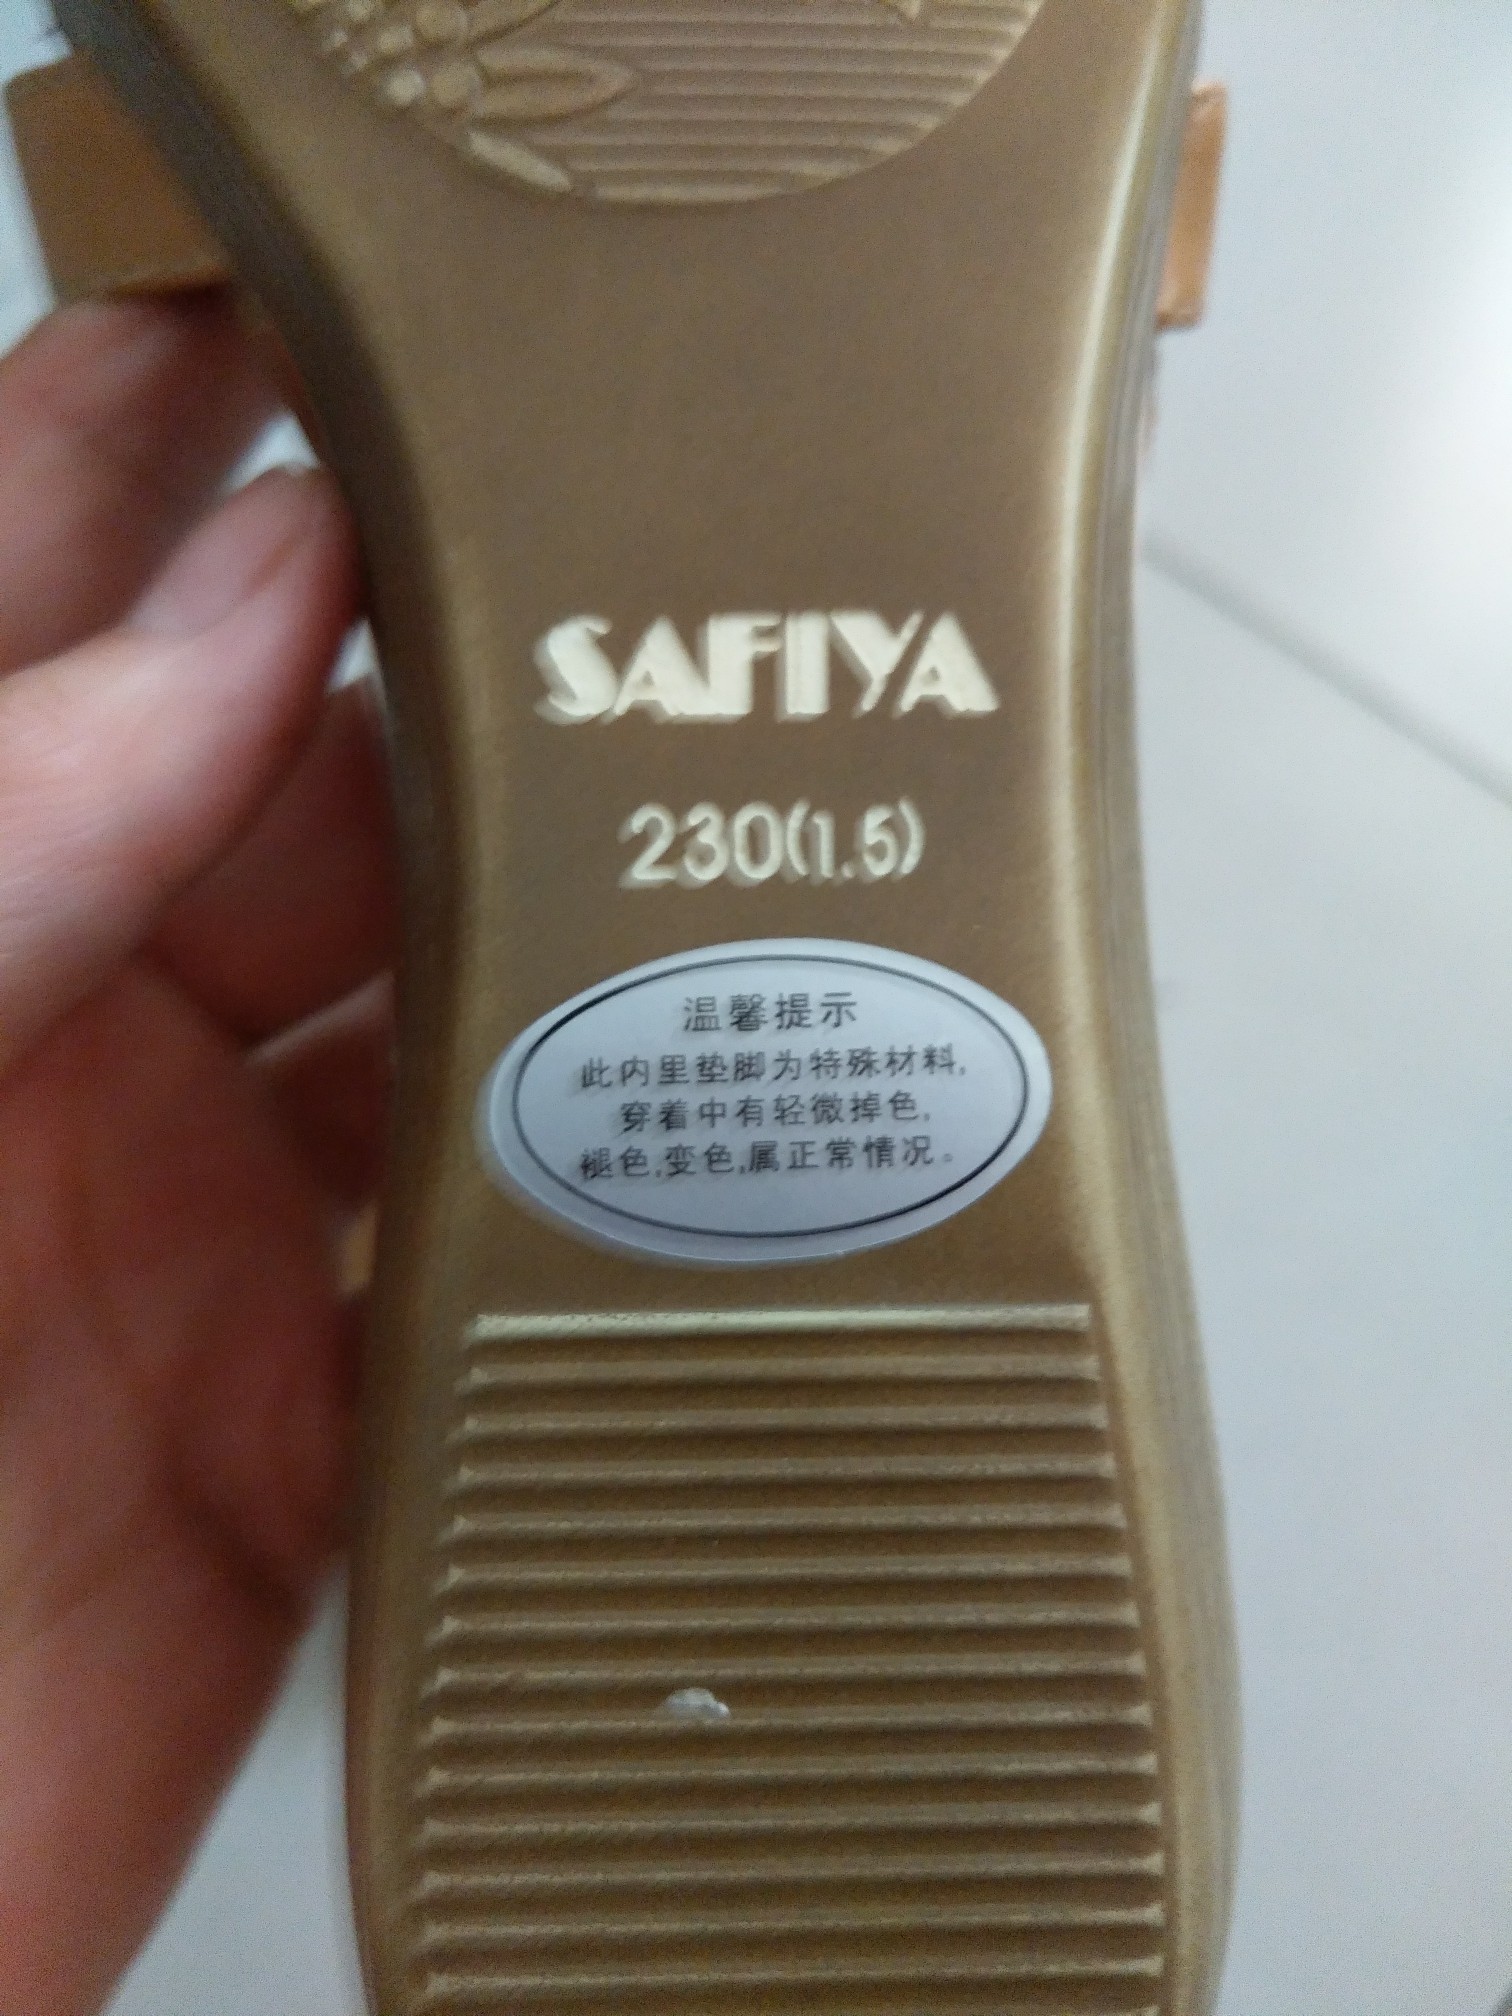 SAFIYA
230(1.5)
温馨提示
此内里垫脚为特殊材料,
穿着中有轻微掉色,
褪色,变色,属正常情况。